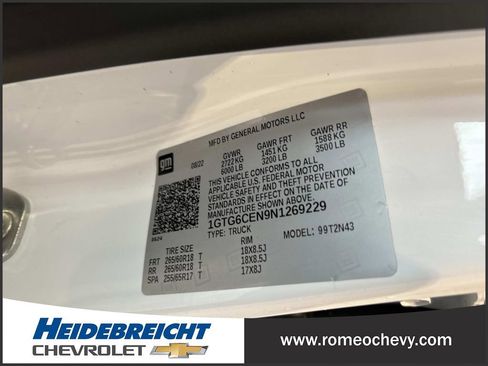 MFD BY GENERAL MOTORS LLC
gm
08/22
GVWR
2722 KG
6000 LB
GAWR FRT
1451 KG
3200 LB
GAWR RR
1588 KG
3500 LB
THIS VEHICLE CONFORMS TO ALL
APPLICABLE U.S. FEDERAL MOTOR
VEHICLE SAFETY, BUMPER, AND
THEFT PREVENTION STANDARDS IN
EFFECT ON THE DATE OF
MANUFACTURE SHOWN ABOVE.
1GTG6CEN9N1269229
TYPE: TRUCK MODEL: 99T2N43
TIRE SIZE RIM
FRT 265/60R18 T 18X8.5J
RR 265/60R18 T 18X8.5J
SPA 255/65R17 T 17X8J
HEIDEBREICHT
CHEVROLET
www.romeochevy.com